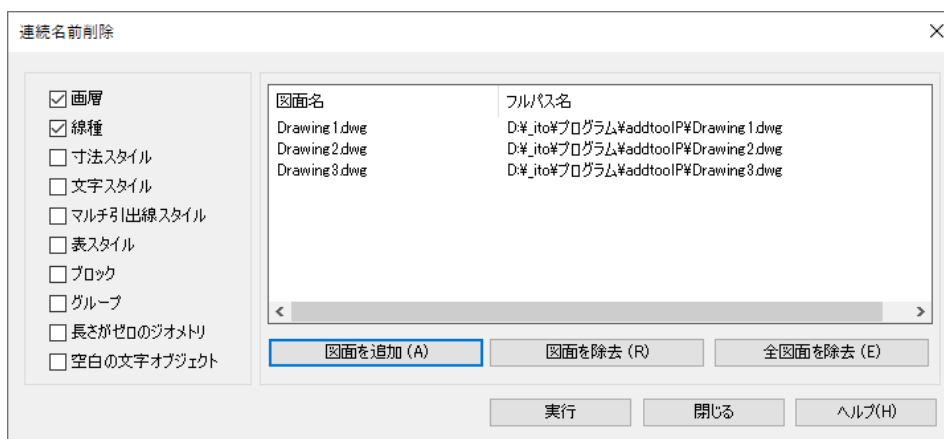 連続名前削除
画層
線種
寸法スタイル
文字スタイル
マルチ引出線スタイル
表スタイル
ブロック
グループ
長さがゼロのジオメトリ
空白の文字オブジェクト
図面名 フルパス名
Drawing1.dwg D:¥_ito¥プログラム¥addtoolP¥Drawing1.dwg
Drawing2.dwg D:¥_ito¥プログラム¥addtoolP¥Drawing2.dwg
Drawing3.dwg D:¥_ito¥プログラム¥addtoolP¥Drawing3.dwg
図面を追加 (A) 図面を除去 (R) 全図面を除去 (E)
実行 閉じる ヘルプ(H)